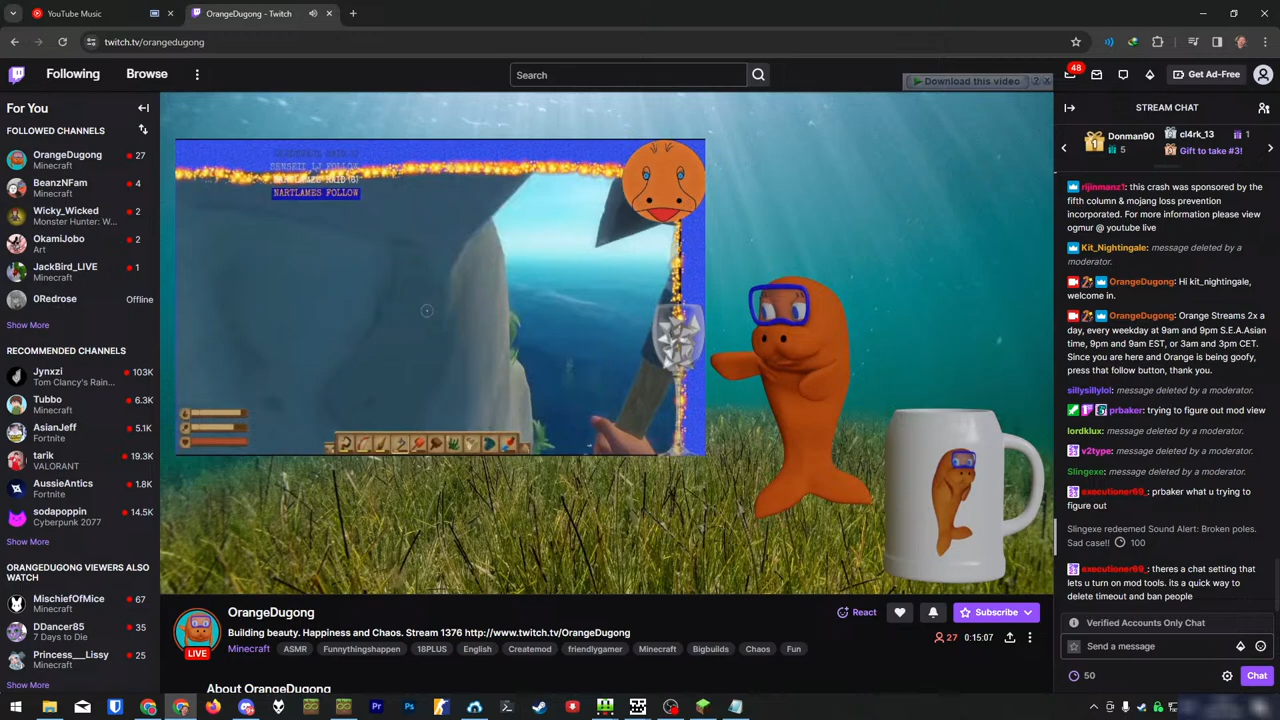 YouTube Music
OrangeDugong - Twitch
twitch.tv/orangedugong
Following
Browse
Search
Download this video
48
Get Ad-Free
For You
FOLLOWED CHANNELS
OrangeDugong
Minecraft
27
BeanzNFam
Minecraft
4
Wicky_Wicked
Monster Hunter: W...
2
OkamiJobo
Art
2
JackBird_LIVE
Minecraft
1
0Redrose
Offline
Show More
RECOMMENDED CHANNELS
Jynxzi
Tom Clancy's Rain...
103K
Tubbo
Minecraft
6.3K
AsianJeff
Fortnite
5.1K
tarik
VALORANT
19.3K
AussieAntics
Fortnite
1.8K
sodapoppin
Cyberpunk 2077
14.5K
Show More
ORANGEDUGONG VIEWERS ALSO
WATCH
MischiefOfMice
Minecraft
67
DDancer85
7 Days to Die
35
Princess__Lissy
Minecraft
25
Show More
NARTLAMES FOLLOW
LIVE
OrangeDugong
Building beauty. Happiness and Chaos. Stream 1376 http://www.twitch.tv/OrangeDugong
Minecraft
ASMR
Funnythingshappen
18PLUS
English
Createmod
friendlygamer
Minecraft
Bigbuilds
Chaos
Fun
React
Subscribe
27
0:15:07
About OrangeDugong
STREAM CHAT
1
Donman90
5
cl4rk_13
1
Gift to take #3!
rijinmanz1: this crash was sponsored by the
fifth column & mojang loss prevention
incorporated. For more information please view
ogmur @ youtube live
Kit_Nightingale: message deleted by a
moderator.
OrangeDugong: Hi kit_nightingale,
welcome in.
OrangeDugong: Orange Streams 2x a
day, every weekday at 9am and 9pm S.E.Asian
time, 9pm and 9am EST, or 3am and 3pm CET.
Since you are here and Orange is being goofy,
press that follow button, thank you.
sillysillylol: message deleted by a moderator.
prbaker: trying to figure out mod view
lordklux: message deleted by a moderator.
v2type: message deleted by a moderator.
Slingexe: message deleted by a moderator.
executioner69_: prbaker what u trying to
figure out
Slingexe redeemed Sound Alert: Broken poles.
Sad case!! 100
executioner69_: theres a chat setting that
lets u turn on mod tools. its a quick way to
delete timeout and ban people
Verified Accounts Only Chat
Send a message
50
Chat